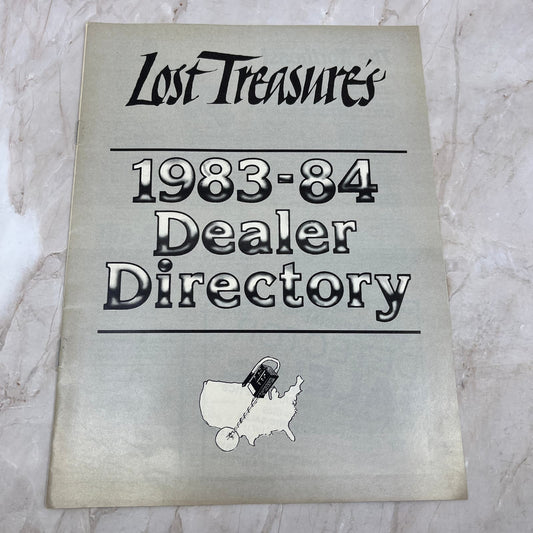 Lost Treasure's
1983-84
Dealer
Directory